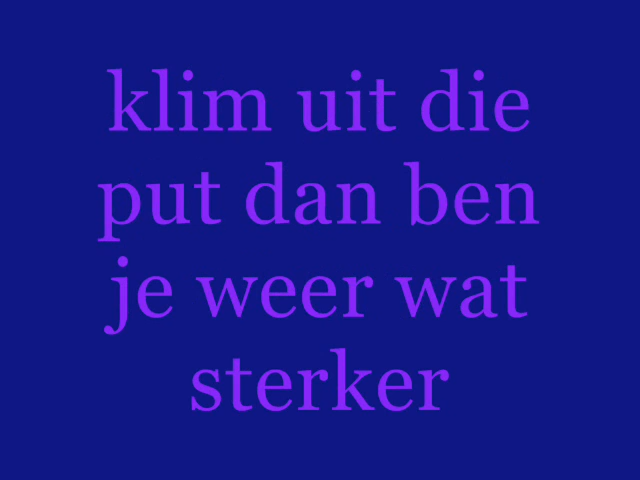 klim uit die
put dan ben
je weer wat
sterker